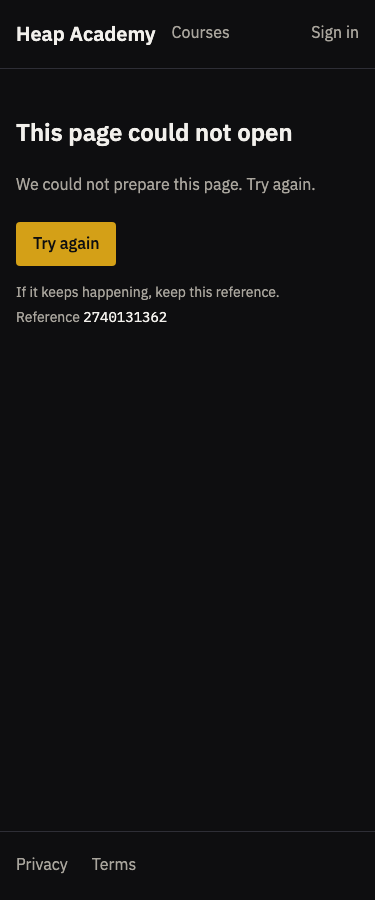 Heap Academy Courses Sign in
This page could not open
We could not prepare this page. Try again.
Try again
If it keeps happening, keep this reference.
Reference 2740131362
Privacy Terms